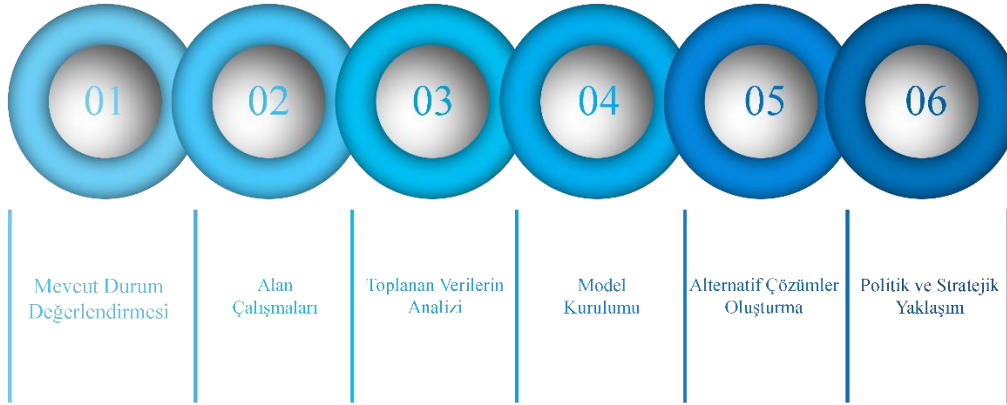 01
02
03
04
05
06
Mevcut Durum
Değerlendirmesi
Alan
Çalışmaları
Toplanan Verilerin
Analizi
Model
Kurulumu
Alternatif Çözümler
Oluşturma
Politik ve Stratejik
Yaklaşım